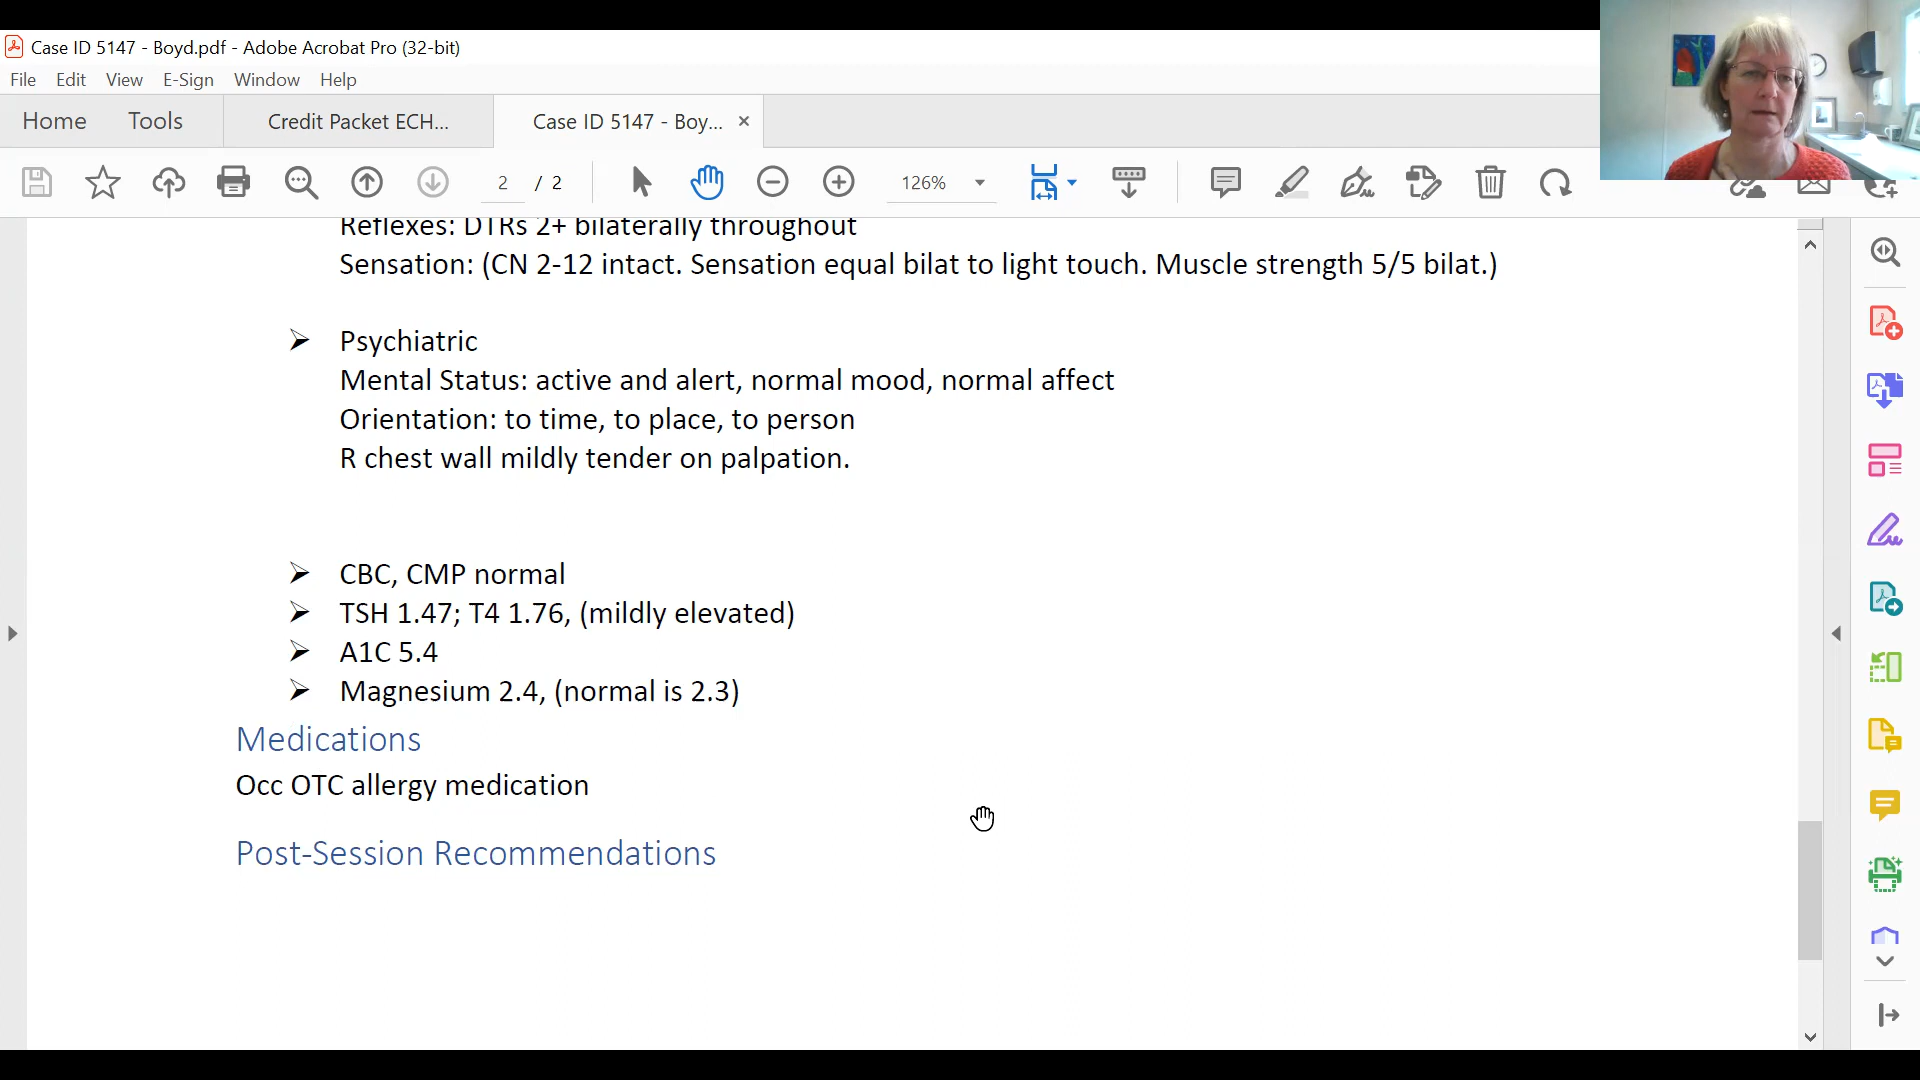 Case ID 5147 - Boyd.pdf - Adobe Acrobat Pro (32-bit)
File Edit View E-Sign Window Help
Home Tools Credit Packet ECH... Case ID 5147 - Boy... ×
2 / 2 126%
Reflexes: DTRs 2+ bilaterally throughout
Sensation: (CN 2-12 intact. Sensation equal bilat to light touch. Muscle strength 5/5 bilat.)
➢ Psychiatric
Mental Status: active and alert, normal mood, normal affect
Orientation: to time, to place, to person
R chest wall mildly tender on palpation.
➢ CBC, CMP normal
➢ TSH 1.47; T4 1.76, (mildly elevated)
➢ A1C 5.4
➢ Magnesium 2.4, (normal is 2.3)
Medications
Occ OTC allergy medication
Post-Session Recommendations